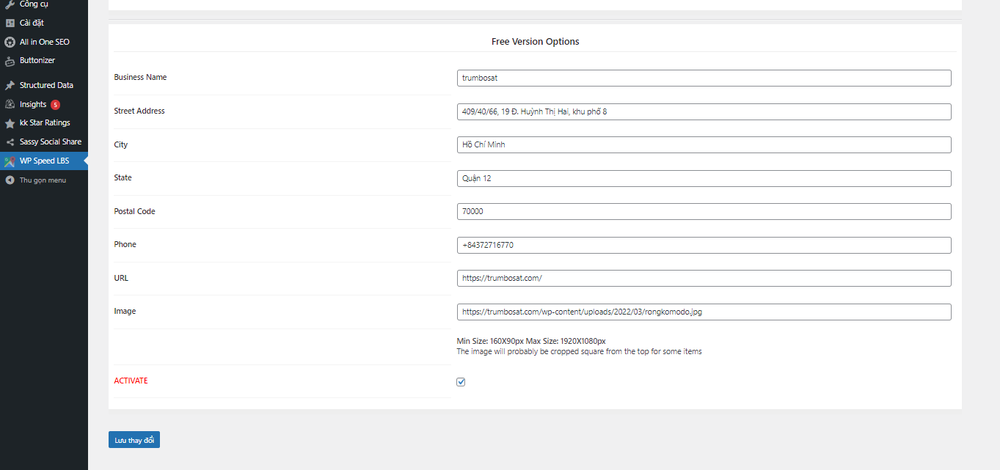 Công cụ
Cài đặt
All in One SEO
Buttonizer
Structured Data
Insights 5
kk Star Ratings
Sassy Social Share
WP Speed LBS
Thu gọn menu
Free Version Options
Business Name
trumbosat
Street Address
409/40/66, 19 Đ. Huỳnh Thị Hai, khu phố 8
City
Hồ Chí Minh
State
Quận 12
Postal Code
70000
Phone
+84372716770
URL
https://trumbosat.com/
Image
https://trumbosat.com/wp-content/uploads/2022/03/rongkomodo.jpg
Min Size: 160X90px Max Size: 1920X1080px
The image will probably be cropped square from the top for some items
ACTIVATE
Lưu thay đổi